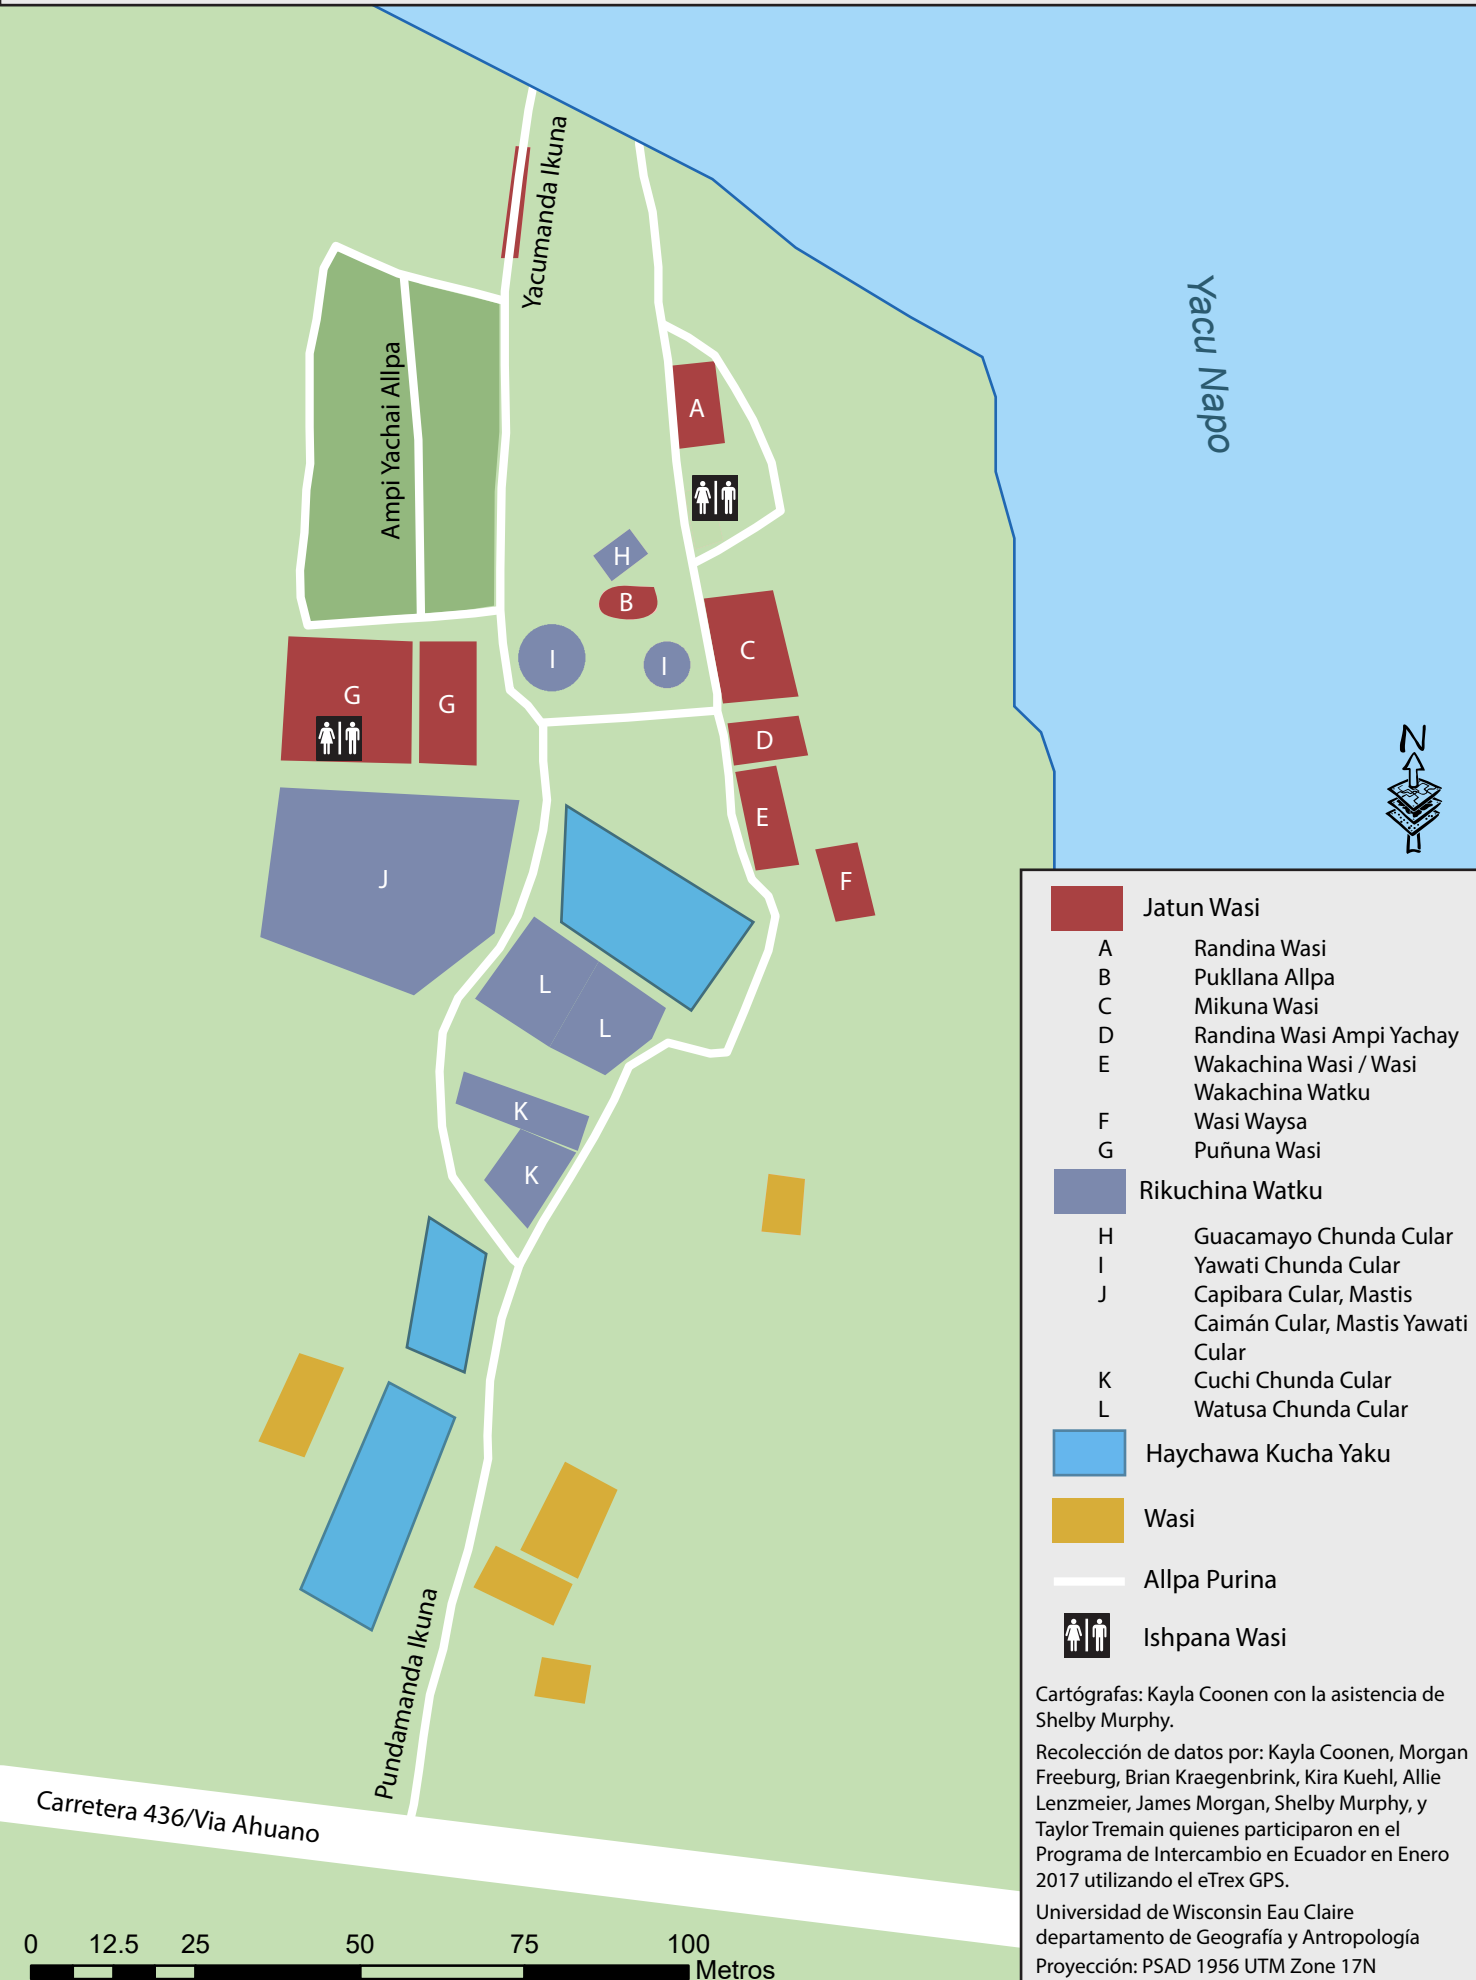 Yacumanda Ikuna
Yacu Napo
Ampi Yachai Allpa
A
H
B
I
I
C
G
G
D
E
F
J
L
L
K
K
N
Pundamanda Ikuna
Carretera 436/Via Ahuano
0 12.5 25 50 75 100
Metros
Jatun Wasi
A Randina Wasi
B Pukllana Allpa
C Mikuna Wasi
D Randina Wasi Ampi Yachay
E Wakachina Wasi / Wasi
Wakachina Watku
F Wasi Waysa
G Puñuna Wasi
Rikuchina Watku
H Guacamayo Chunda Cular
I Yawati Chunda Cular
J Capibara Cular, Mastis
Caimán Cular, Mastis Yawati
Cular
K Cuchi Chunda Cular
L Watusa Chunda Cular
Haychawa Kucha Yaku
Wasi
Allpa Purina
Ishpana Wasi
Cartógrafas: Kayla Coonen con la asistencia de
Shelby Murphy.
Recolección de datos por: Kayla Coonen, Morgan
Freeburg, Brian Kraegenbrink, Kira Kuehl, Allie
Lenzmeier, James Morgan, Shelby Murphy, y
Taylor Tremain quienes participaron en el
Programa de Intercambio en Ecuador en Enero
2017 utilizando el eTrex GPS.
Universidad de Wisconsin Eau Claire
departamento de Geografía y Antropología
Proyección: PSAD 1956 UTM Zone 17N